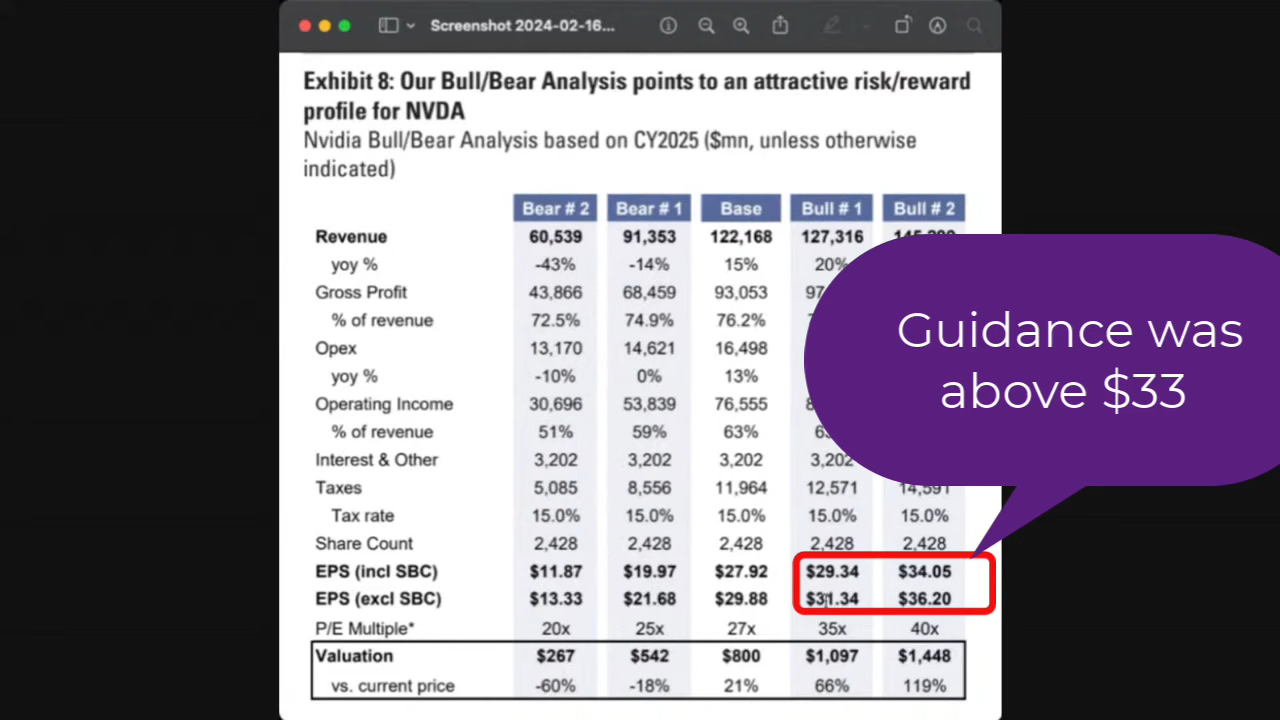 Screenshot 2024-02-16...
Exhibit 8: Our Bull/Bear Analysis points to an attractive risk/reward
profile for NVDA
Nvidia Bull/Bear Analysis based on CY2025 ($mn, unless otherwise
indicated)
Bear # 2 Bear # 1 Base Bull # 1 Bull # 2
Revenue 60,539 91,353 122,168 127,316
yoy % -43% -14% 15% 20%
Gross Profit 43,866 68,459 93,053
% of revenue 72.5% 74.9% 76.2%
Opex 13,170 14,621 16,498
yoy % -10% 0% 13%
Operating Income 30,696 53,839 76,555
% of revenue 51% 59% 63%
Interest & Other 3,202 3,202 3,202 3,202
Taxes 5,085 8,556 11,964 12,571 14,591
Tax rate 15.0% 15.0% 15.0% 15.0% 15.0%
Share Count 2,428 2,428 2,428 2,428 2,428
EPS (incl SBC) $11.87 $19.97 $27.92 $29.34 $34.05
EPS (excl SBC) $13.33 $21.68 $29.88 $31.34 $36.20
P/E Multiple* 20x 25x 27x 35x 40x
Valuation $267 $542 $800 $1,097 $1,448
vs. current price -60% -18% 21% 66% 119%
Guidance was
above $33